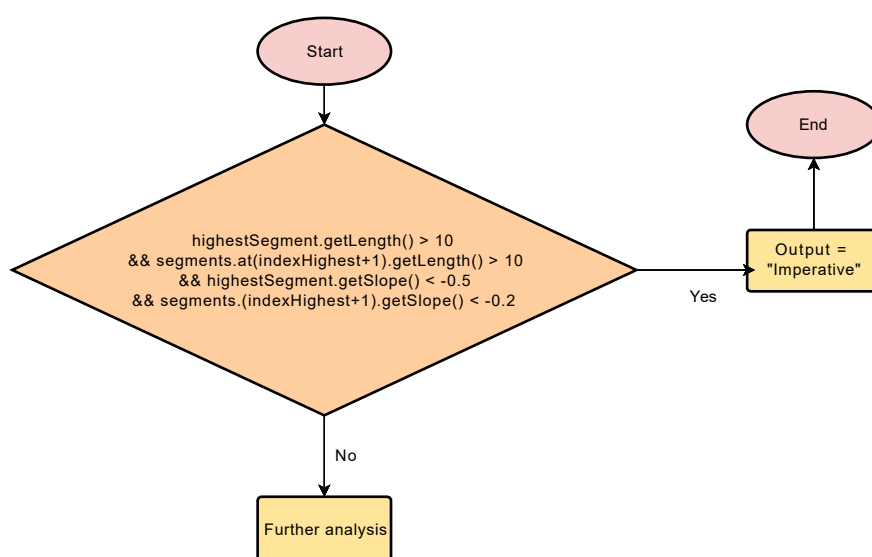 Start
End
highestSegment.getLength() > 10
&& segments.at(indexHighest+1).getLength() > 10
&& highestSegment.getSlope() < -0.5
&& segments.(indexHighest+1).getSlope() < -0.2
Output =
"Imperative"
Yes
No
Further analysis